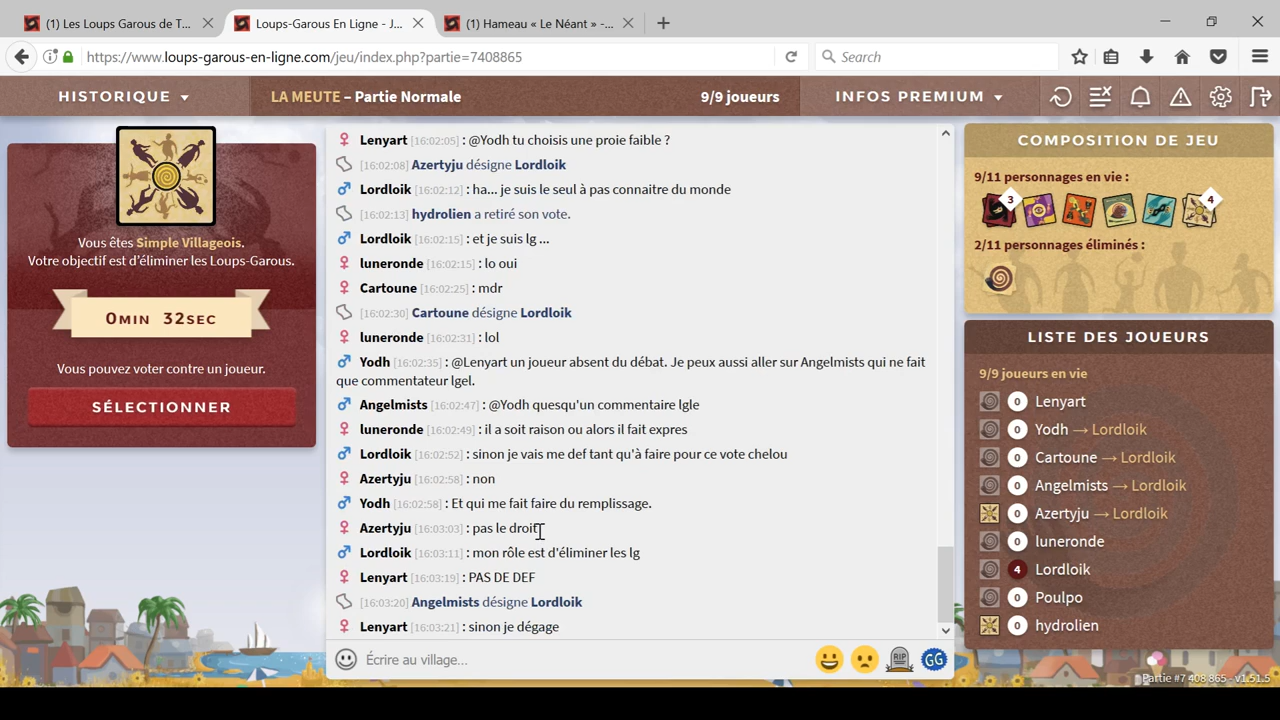 (1) Les Loups Garous de T...
Loups-Garous En Ligne - J...
(1) Hameau « Le Néant » -...
https://www.loups-garous-en-ligne.com/jeu/index.php?partie=7408865
Search
HISTORIQUE
LA MEUTE – Partie Normale
9/9 joueurs
INFOS PREMIUM
Vous êtes Simple Villageois.
Votre objectif est d'éliminer les Loups-Garous.
0MIN 32SEC
Vous pouvez voter contre un joueur.
SÉLECTIONNER
Lenyart [16:02:05] : @Yodh tu choisis une proie faible ?
[16:02:08] Azertyju désigne Lordloik
Lordloik [16:02:12] : ha... je suis le seul à pas connaitre du monde
[16:02:13] hydrolien a retiré son vote.
Lordloik [16:02:15] : et je suis lg ...
luneronde [16:02:15] : lo oui
Cartoune [16:02:25] : mdr
[16:02:30] Cartoune désigne Lordloik
luneronde [16:02:31] : lol
Yodh [16:02:35] : @Lenyart un joueur absent du débat. Je peux aussi aller sur Angelmists qui ne fait
que commentateur lgel.
Angelmists [16:02:47] : @Yodh quesqu'un commentaire lgle
luneronde [16:02:49] : il a soit raison ou alors il fait expres
Lordloik [16:02:52] : sinon je vais me def tant qu'à faire pour ce vote chelou
Azertyju [16:02:58] : non
Yodh [16:02:58] : Et qui me fait faire du remplissage.
Azertyju [16:03:03] : pas le droit
Lordloik [16:03:11] : mon rôle est d'éliminer les lg
Lenyart [16:03:19] : PAS DE DEF
[16:03:20] Angelmists désigne Lordloik
Lenyart [16:03:21] : sinon je dégage
Écrire au village...
RIP
GG
COMPOSITION DE JEU
9/11 personnages en vie :
3
4
2/11 personnages éliminés :
LISTE DES JOUEURS
9/9 joueurs en vie
0 Lenyart
0 Yodh → Lordloik
0 Cartoune → Lordloik
0 Angelmists → Lordloik
0 Azertyju → Lordloik
0 luneronde
4 Lordloik
0 Poulpo
0 hydrolien
Partie #7 408 865 - v1.51.5